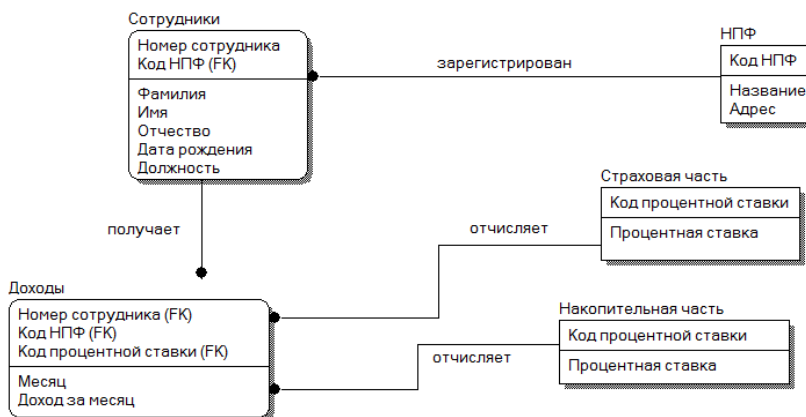 Сотрудники
Номер сотрудника
Код НПФ (FK)
Фамилия
Имя
Отчество
Дата рождения
Должность
зарегистрирован
НПФ
Код НПФ
Название
Адрес
получает
Страховая часть
Код процентной ставки
Процентная ставка
отчисляет
Доходы
Номер сотрудника (FK)
Код НПФ (FK)
Код процентной ставки (FK)
Месяц
Доход за месяц
Накопительная часть
Код процентной ставки
Процентная ставка
отчисляет